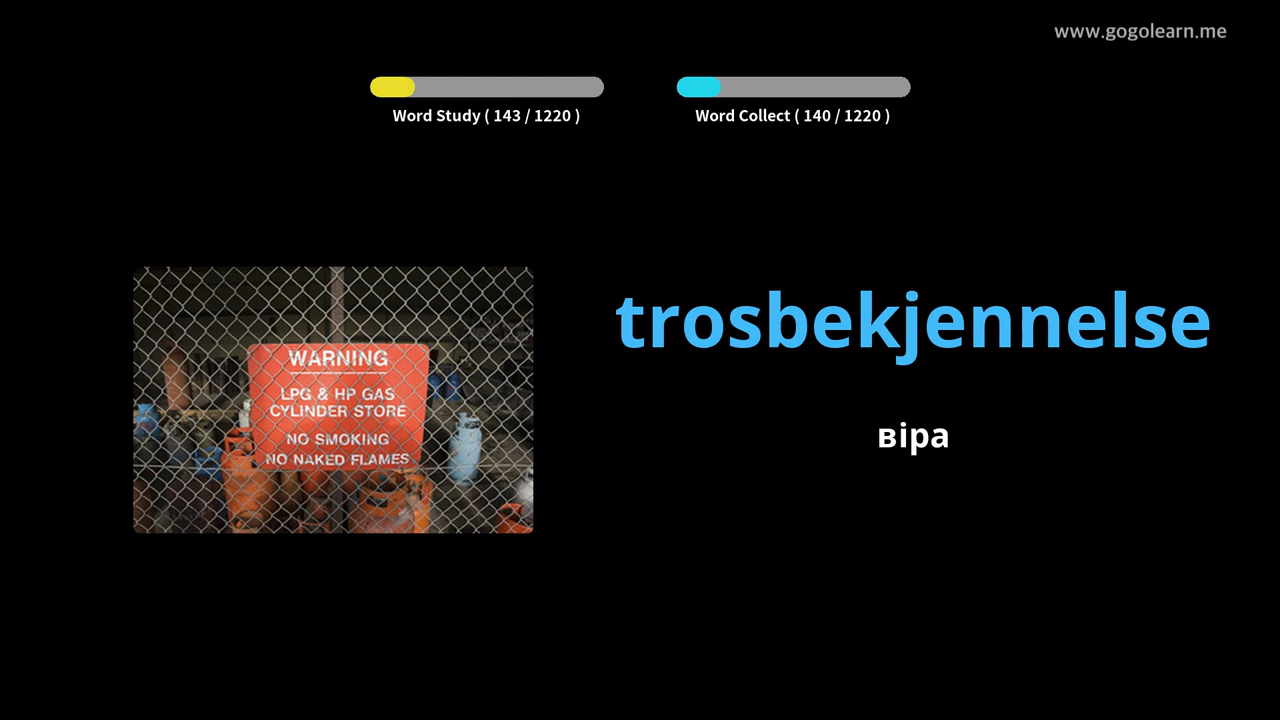 www.gogolearn.me
Word Study ( 143 / 1220 )
Word Collect ( 140 / 1220 )
trosbekjennelse
віра
WARNING
LPG & HP GAS
CYLINDER STORE
NO SMOKING
NO NAKED FLAMES